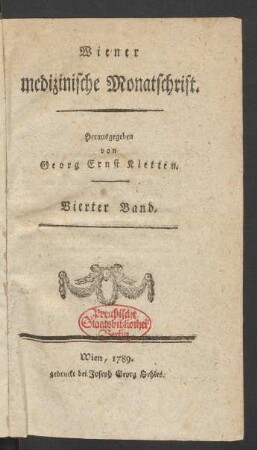 Wiener
medizinische Monatschrift.
Herausgegeben
von
Georg Ernst Kletten.
Vierter Band.
Preußische
Staatsbibliothek
Berlin
Wien, 1789.
gedruckt bei Joseph Georg